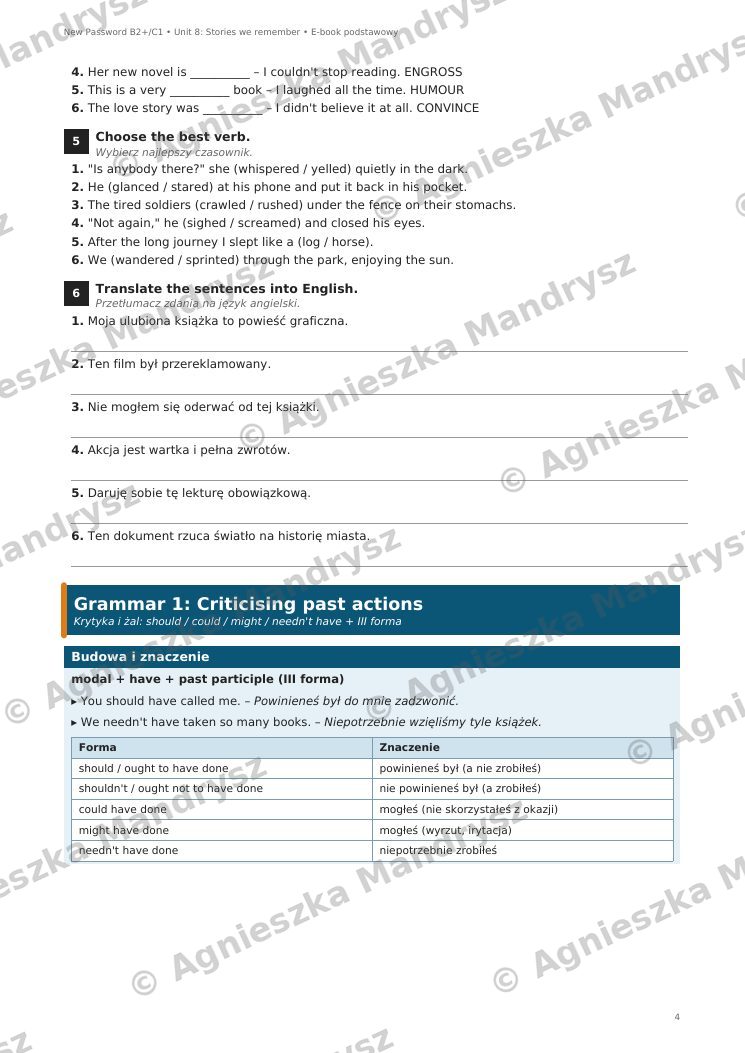 New Password B2+/C1 • Unit 8: Stories we remember • E-book podstawowy
4. Her new novel is __________ – I couldn't stop reading. ENGROSS
5. This is a very __________ book – I laughed all the time. HUMOUR
6. The love story was __________ – I didn't believe it at all. CONVINCE
5 Choose the best verb.
Wybierz najlepszy czasownik.
1. "Is anybody there?" she (whispered / yelled) quietly in the dark.
2. He (glanced / stared) at his phone and put it back in his pocket.
3. The tired soldiers (crawled / rushed) under the fence on their stomachs.
4. "Not again," he (sighed / screamed) and closed his eyes.
5. After the long journey I slept like a (log / horse).
6. We (wandered / sprinted) through the park, enjoying the sun.
6 Translate the sentences into English.
Przetłumacz zdania na język angielski.
1. Moja ulubiona książka to powieść graficzna.
2. Ten film był przereklamowany.
3. Nie mogłem się oderwać od tej książki.
4. Akcja jest wartka i pełna zwrotów.
5. Daruję sobie tę lekturę obowiązkową.
6. Ten dokument rzuca światło na historię miasta.
Grammar 1: Criticising past actions
Krytyka i żal: should / could / might / needn't have + III forma
Budowa i znaczenie
modal + have + past participle (III forma)
▸ You should have called me. – Powinieneś był do mnie zadzwonić.
▸ We needn't have taken so many books. – Niepotrzebnie wzięliśmy tyle książek.
Forma Znaczenie
should / ought to have done powinieneś był (a nie zrobiłeś)
shouldn't / ought not to have done nie powinieneś był (a zrobiłeś)
could have done mogłeś (nie skorzystałeś z okazji)
might have done mogłeś (wyrzut, irytacja)
needn't have done niepotrzebnie zrobiłeś
4
© Agnieszka Mandrysz